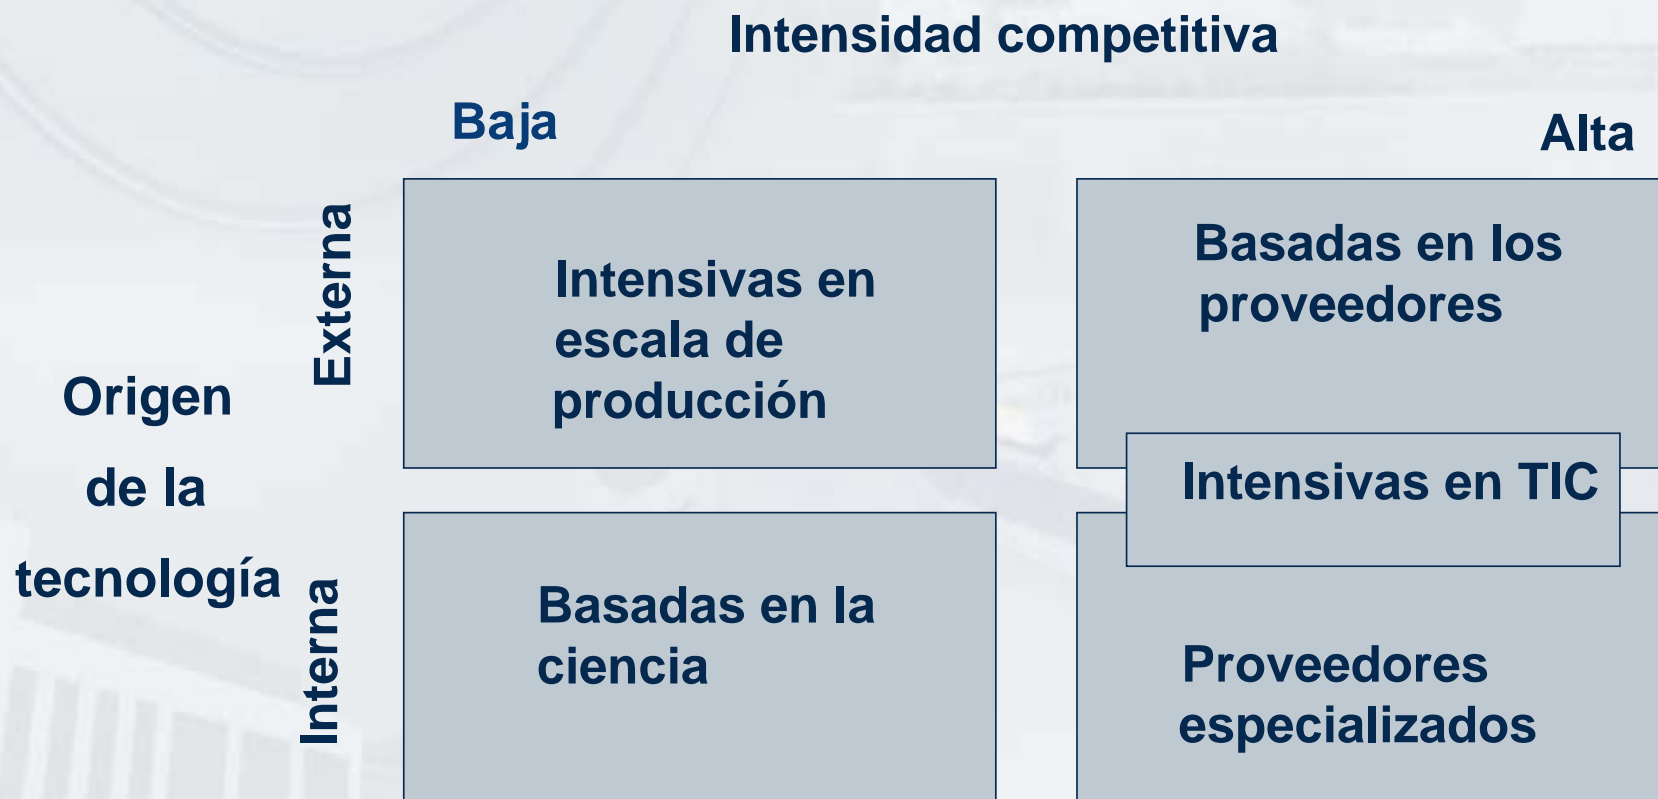 Intensidad competitiva
Baja
Alta
Externa
Intensivas en
escala de
producción
Basadas en los
proveedores
Origen
de la
tecnología
Intensivas en TIC
Interna
Basadas en la
ciencia
Proveedores
especializados